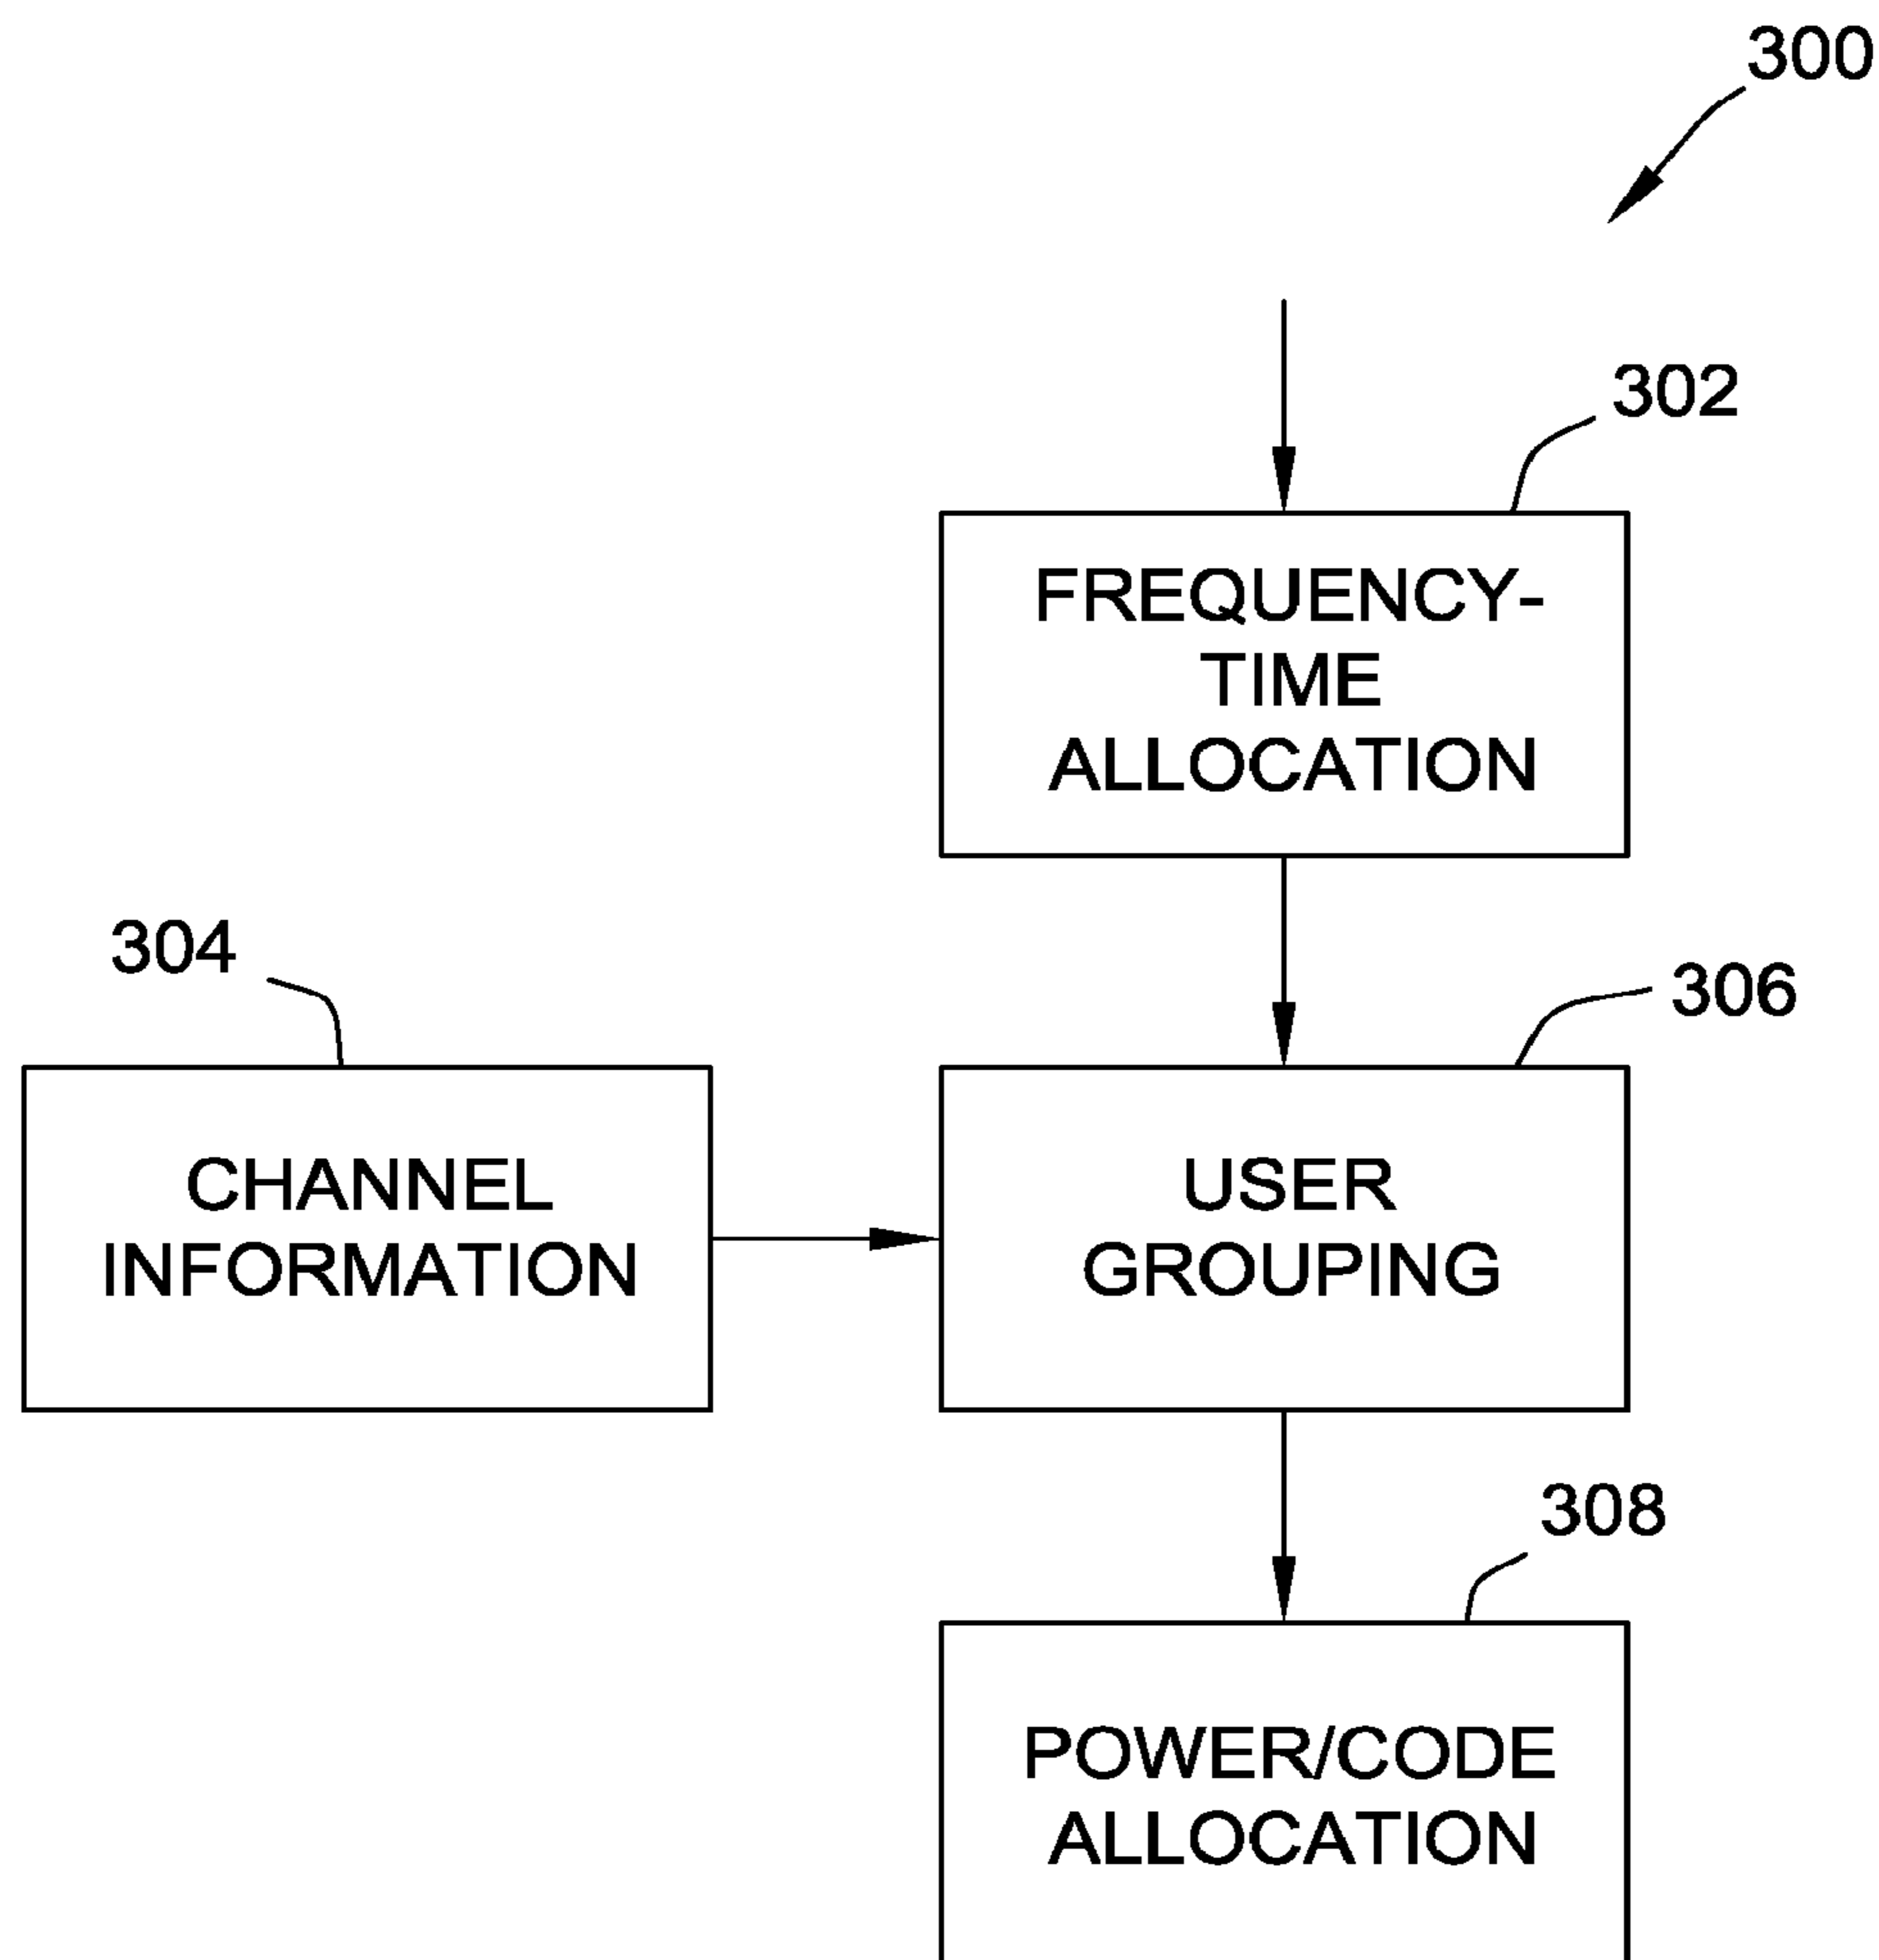 300
302
FREQUENCY-
TIME
ALLOCATION
304
306
CHANNEL
INFORMATION
USER
GROUPING
308
POWER/CODE
ALLOCATION